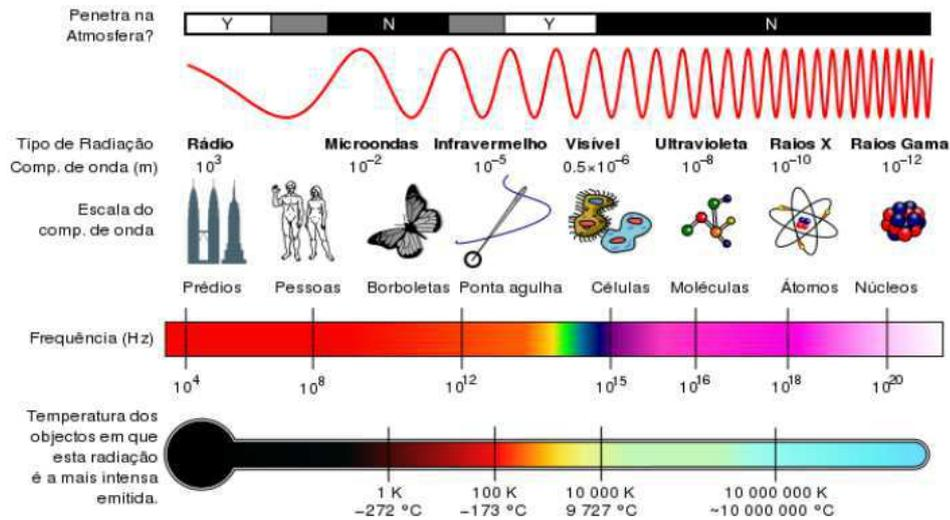 Penetra na
Atmosfera?
Y N Y N
Tipo de Radiação Rádio Microondas Infravermelho Visível Ultravioleta Raios X Raios Gama
Comp. de onda (m) 10³ 10⁻² 10⁻⁵ 0.5×10⁻⁶ 10⁻⁸ 10⁻¹⁰ 10⁻¹²
Escala do
comp. de onda
Prédios Pessoas Borboletas Ponta agulha Células Moléculas Átomos Núcleos
Frequência (Hz)
10⁴ 10⁸ 10¹² 10¹⁵ 10¹⁶ 10¹⁸ 10²⁰
Temperatura dos
objectos em que
esta radiação
é a mais intensa
emitida.
1 K 100 K 10 000 K 10 000 000 K
−272 °C −173 °C 9 727 °C ~10 000 000 °C